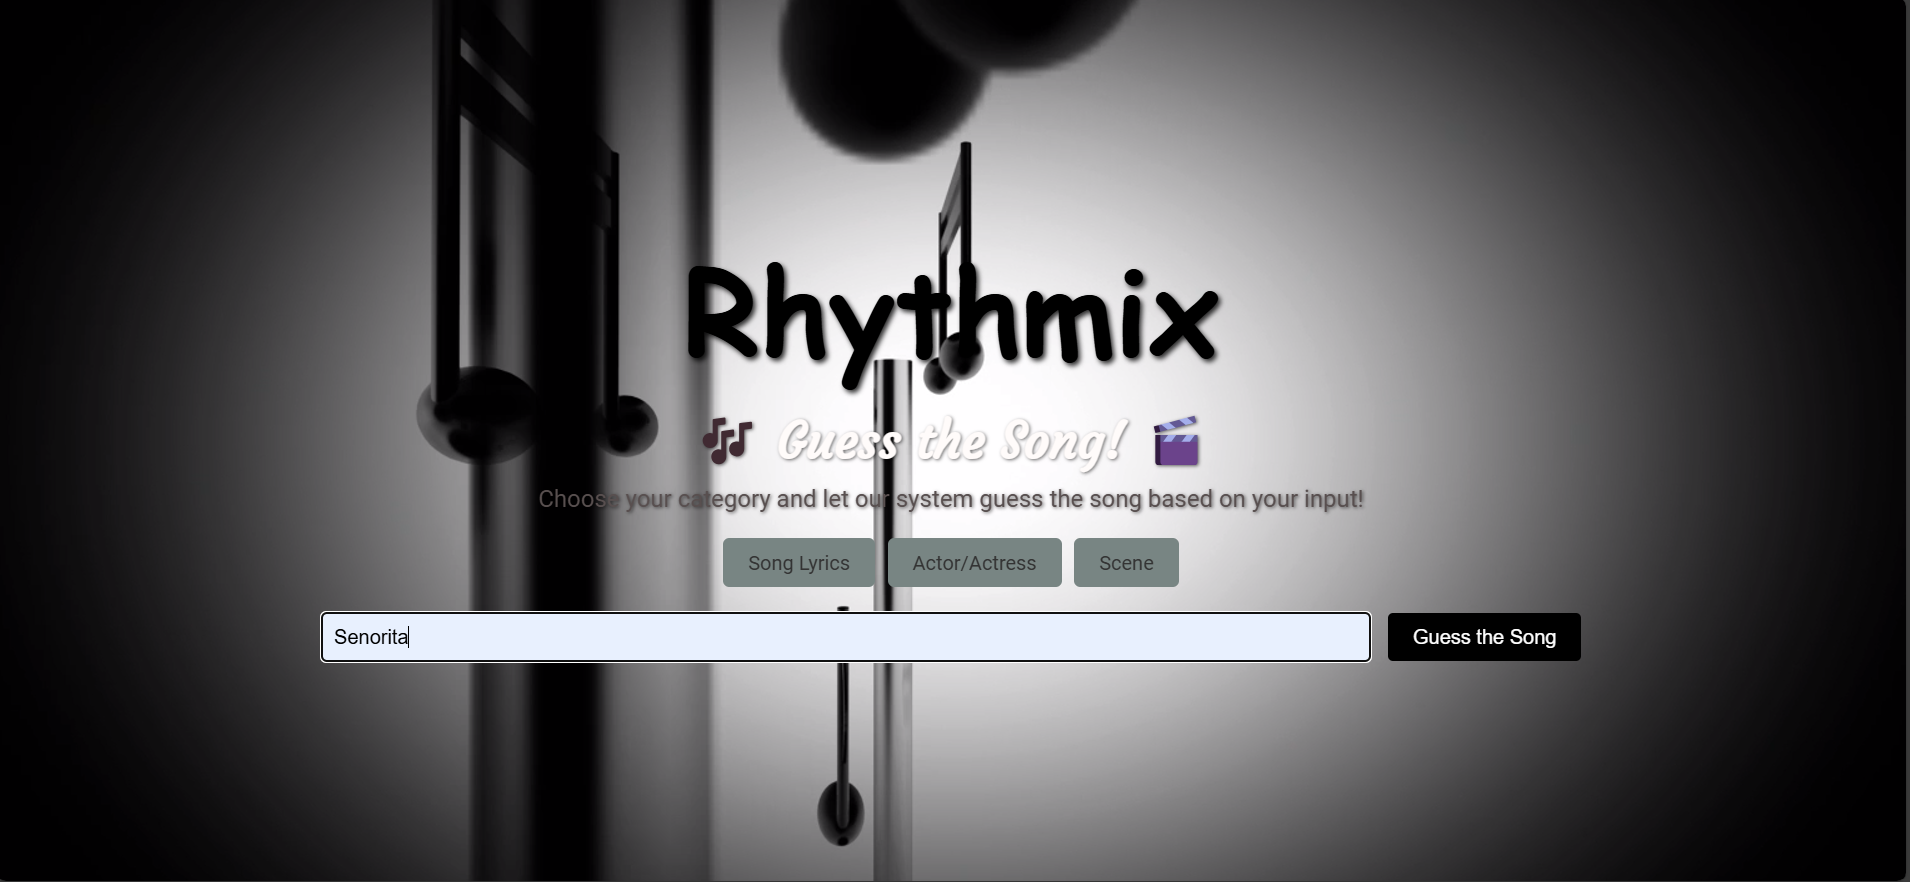 Rhythmix
🎶 Guess the Song! 🎬
Choose your category and let our system guess the song based on your input!
Song Lyrics Actor/Actress Scene
Senorita Guess the Song